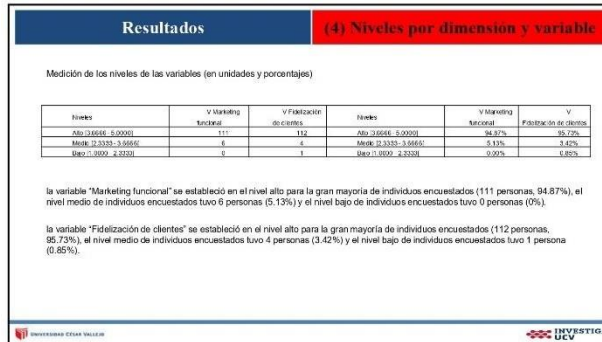 Resultados
(4) Niveles por dimensión y variable
Medición de los niveles de las variables (en unidades y porcentajes)
Niveles V Marketing funcional V Fidelización de clientes Niveles V Marketing funcional V Fidelización de clientes
Alto [3.6666 - 5.0000] 111 112 Alto [3.6666 - 5.0000] 94.87% 95.73%
Medio [2.3333 - 3.6666] 6 4 Medio [2.3333 - 3.6666] 5.13% 3.42%
Bajo [1.0000 - 2.3333] 0 1 Bajo [1.0000 - 2.3333] 0.00% 0.85%
la variable "Marketing funcional" se estableció en el nivel alto para la gran mayoría de individuos encuestados (111 personas, 94.87%), el
nivel medio de individuos encuestados tuvo 6 personas (5.13%) y el nivel bajo de individuos encuestados tuvo 0 personas (0%).
la variable "Fidelización de clientes" se estableció en el nivel alto para la gran mayoría de individuos encuestados (112 personas,
95.73%), el nivel medio de individuos encuestados tuvo 4 personas (3.42%) y el nivel bajo de individuos encuestados tuvo 1 persona
(0.85%).
UNIVERSIDAD CÉSAR VALLEJO
INVESTIGA
UCV